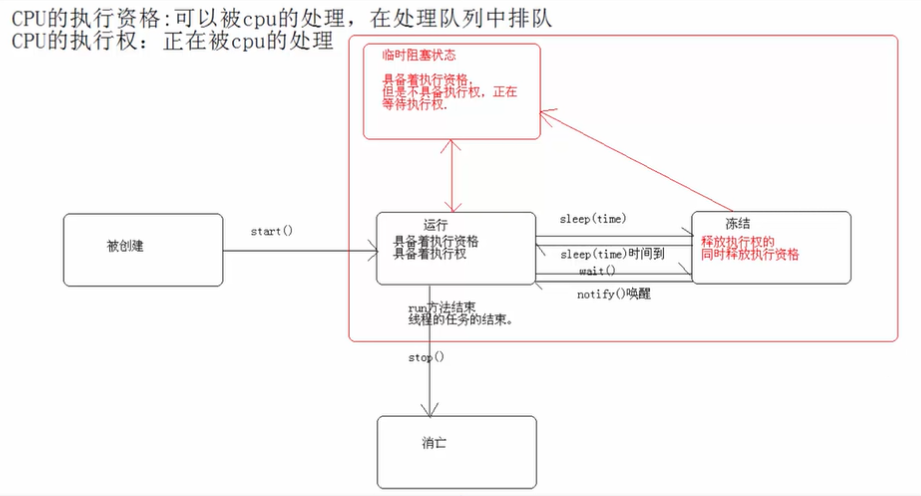 CPU的执行资格:可以被cpu的处理，在处理队列中排队
CPU的执行权：正在被cpu的处理
临时阻塞状态
具备着执行资格，
但是不具备执行权，正在
等待执行权.
被创建
start()
运行
具备着执行资格
具备着执行权
sleep(time)
sleep(time)时间到
wait()
notify()唤醒
冻结
释放执行权的
同时释放执行资格
run方法结束
线程的任务的结束。
stop()
消亡